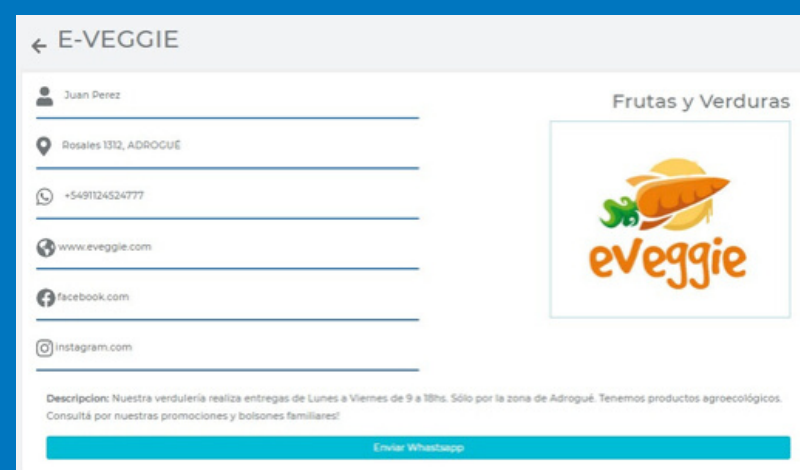 E-VEGGIE
Juan Perez
Rosales 1312, ADROGUÉ
+5491124524777
www.eveggie.com
facebook.com
instagram.com
Frutas y Verduras
eVeggie
Descripcion: Nuestra verdulería realiza entregas de Lunes a Viernes de 9 a 18hs. Sólo por la zona de Adrogué. Tenemos productos agroecológicos.
Consultá por nuestras promociones y bolsones familiares!
Enviar Whastsapp